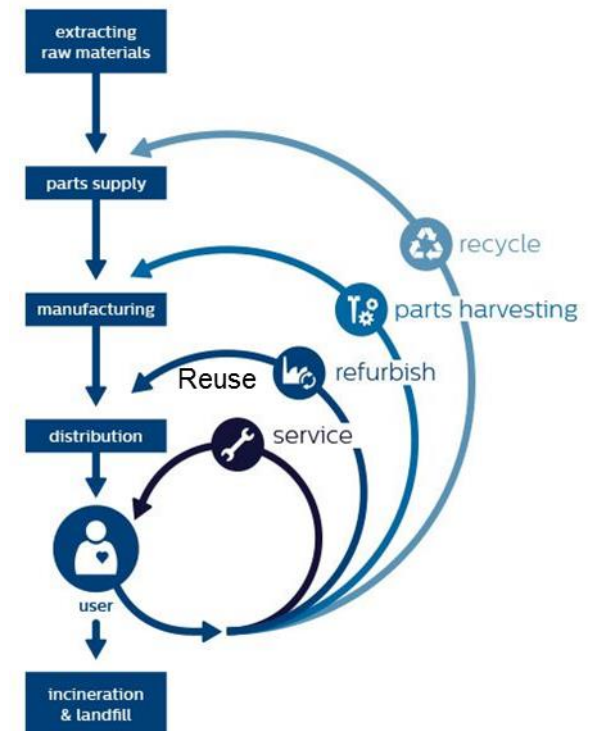 extracting
raw materials
parts supply
recycle
manufacturing
parts harvesting
Reuse
refurbish
distribution
service
user
incineration
& landfill